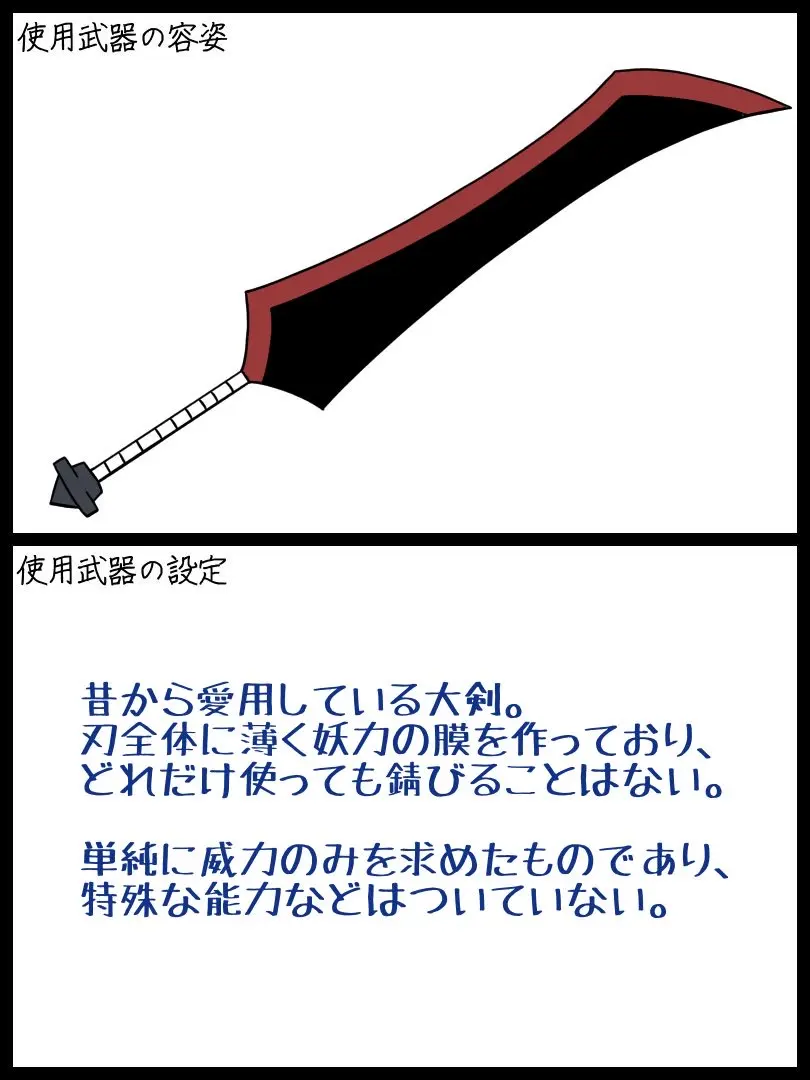 使用武器の容姿
使用武器の設定
昔から愛用している大剣。
刃全体に薄く妖力の膜を作っており、
どれだけ使っても錆びることはない。
単純に威力のみを求めたものであり、
特殊な能力などはついていない。